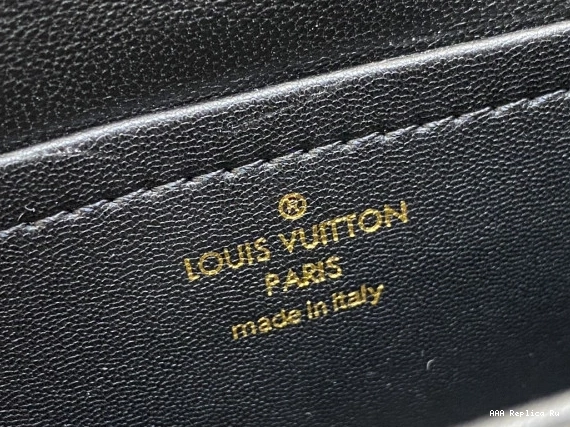 ®
LOUIS VUITTON
PARIS
made in Italy
AAA Replica Ru